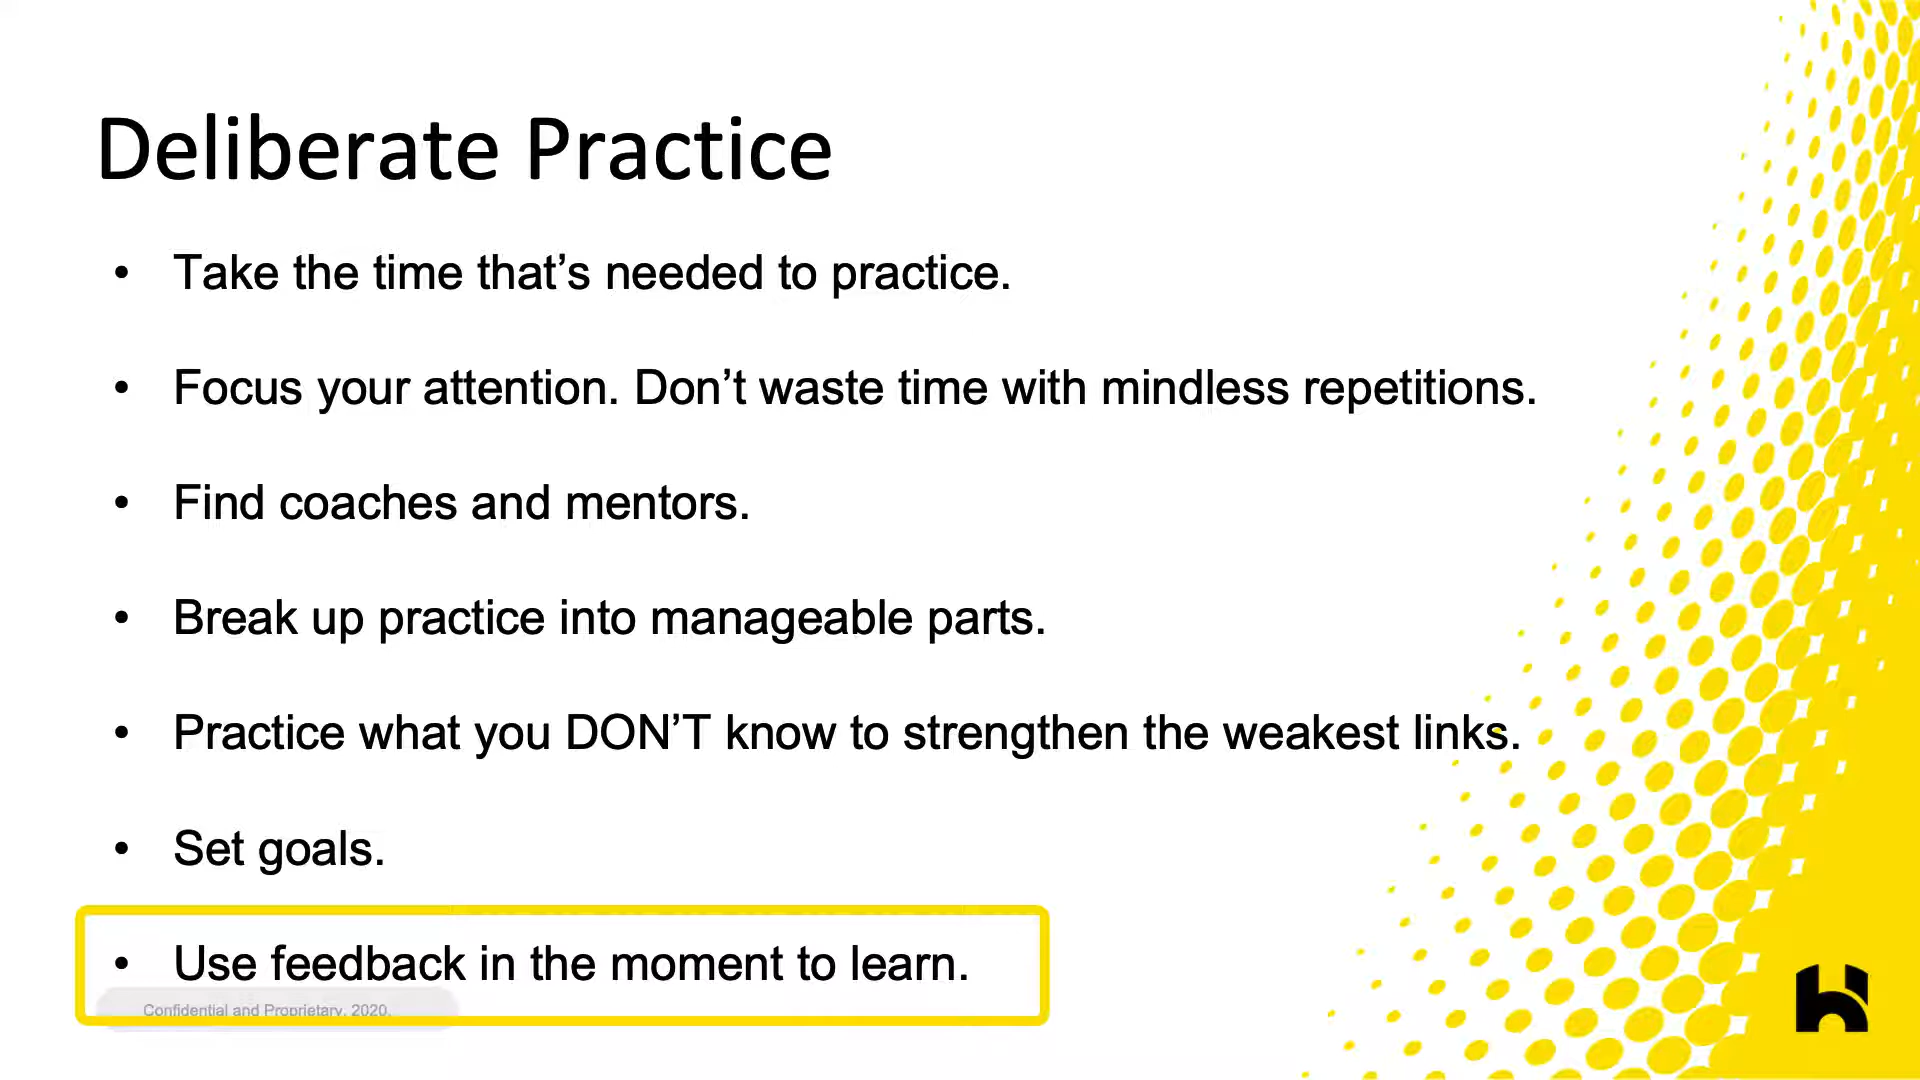 Deliberate Practice
• Take the time that’s needed to practice.
• Focus your attention. Don’t waste time with mindless repetitions.
• Find coaches and mentors.
• Break up practice into manageable parts.
• Practice what you DON’T know to strengthen the weakest links.
• Set goals.
• Use feedback in the moment to learn.
Confidential and Proprietary. 2020.